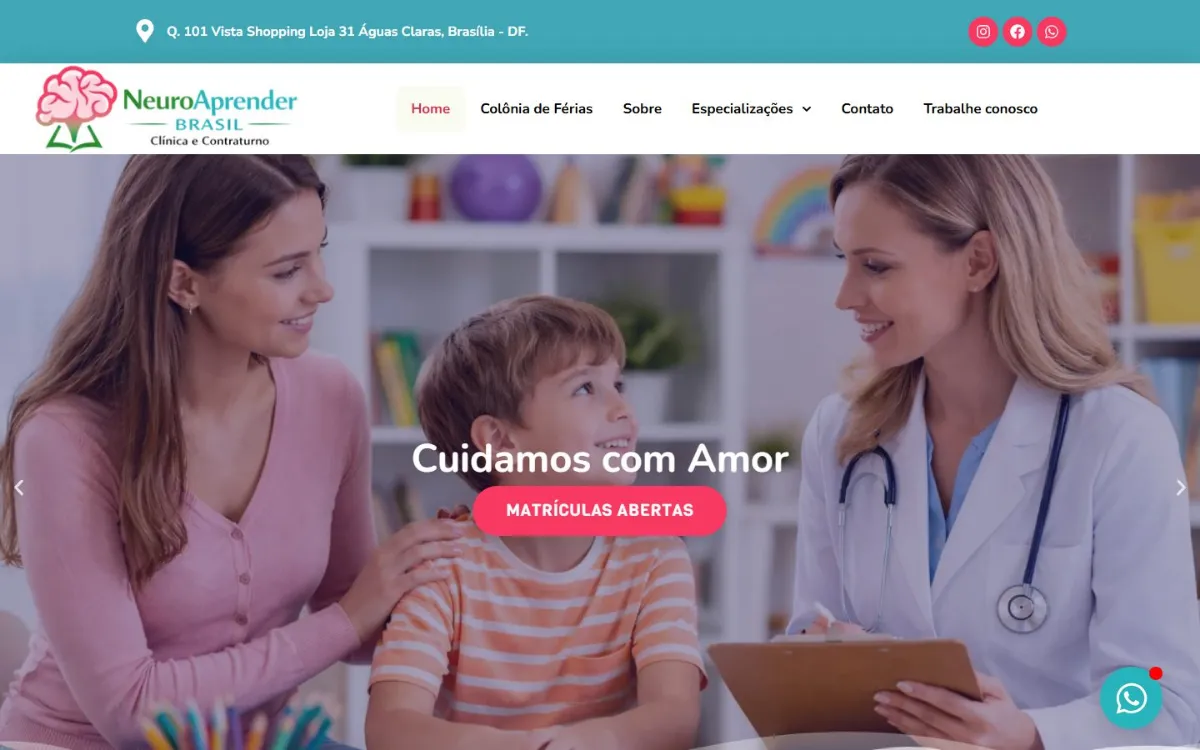 Q. 101 Vista Shopping Loja 31 Águas Claras, Brasília - DF.
NeuroAprender
BRASIL
Clínica e Contraturno
Home
Colônia de Férias
Sobre
Especializações
Contato
Trabalhe conosco
Cuidamos com Amor
MATRÍCULAS ABERTAS